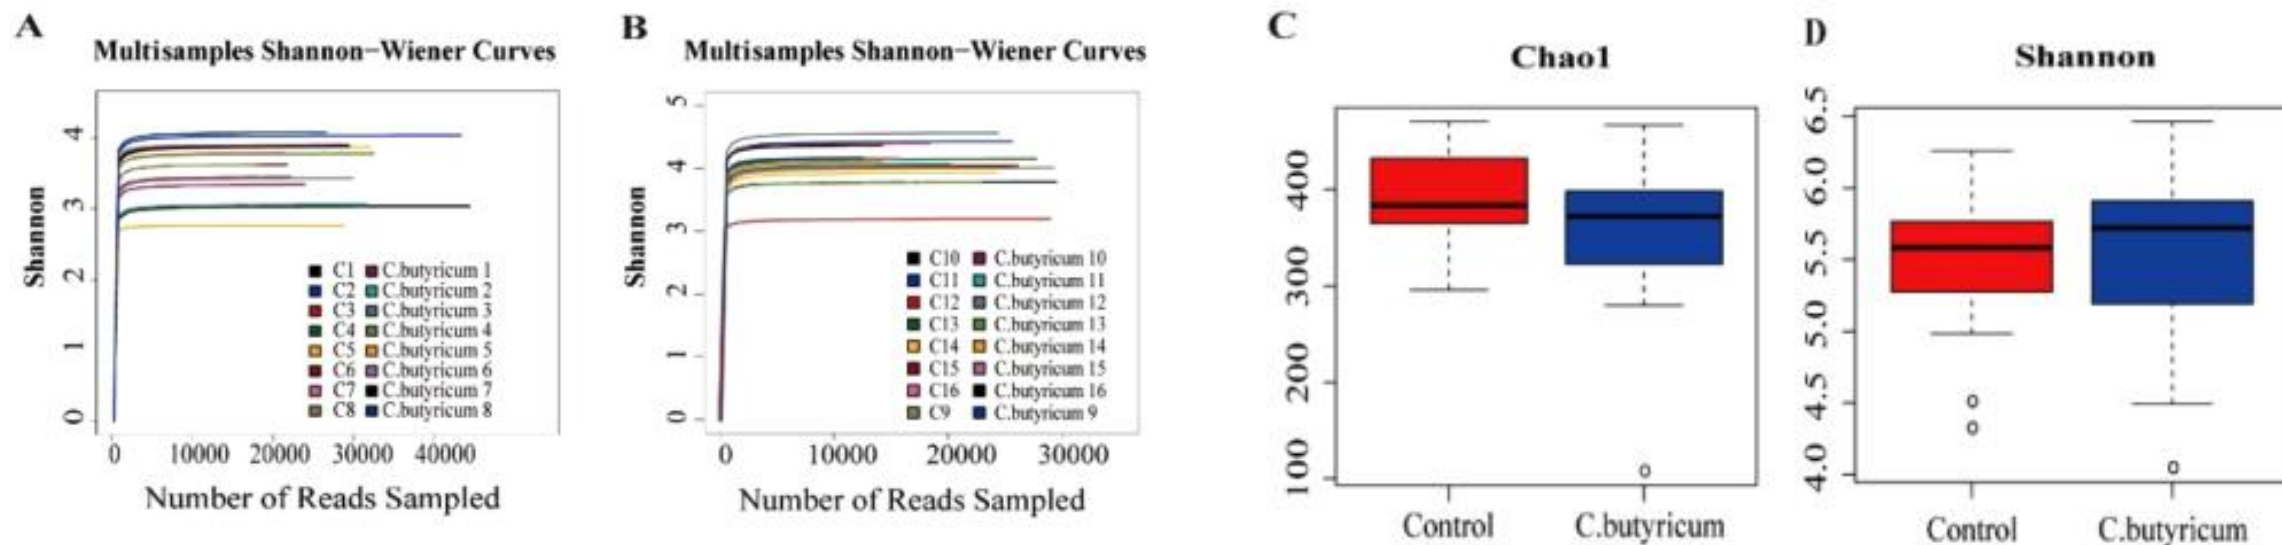 A
Multisamples Shannon−Wiener Curves
Shannon
4
3
2
1
0
C1 C.butyricum 1
C2 C.butyricum 2
C3 C.butyricum 3
C4 C.butyricum 4
C5 C.butyricum 5
C6 C.butyricum 6
C7 C.butyricum 7
C8 C.butyricum 8
0 10000 20000 30000 40000
Number of Reads Sampled
B
Multisamples Shannon−Wiener Curves
Shannon
5
4
3
2
1
0
C10 C.butyricum 10
C11 C.butyricum 11
C12 C.butyricum 12
C13 C.butyricum 13
C14 C.butyricum 14
C15 C.butyricum 15
C16 C.butyricum 16
C9 C.butyricum 9
0 10000 20000 30000
Number of Reads Sampled
C
Chao1
400
300
200
100
Control C.butyricum
D
Shannon
6.5
6.0
5.5
5.0
4.5
4.0
Control C.butyricum